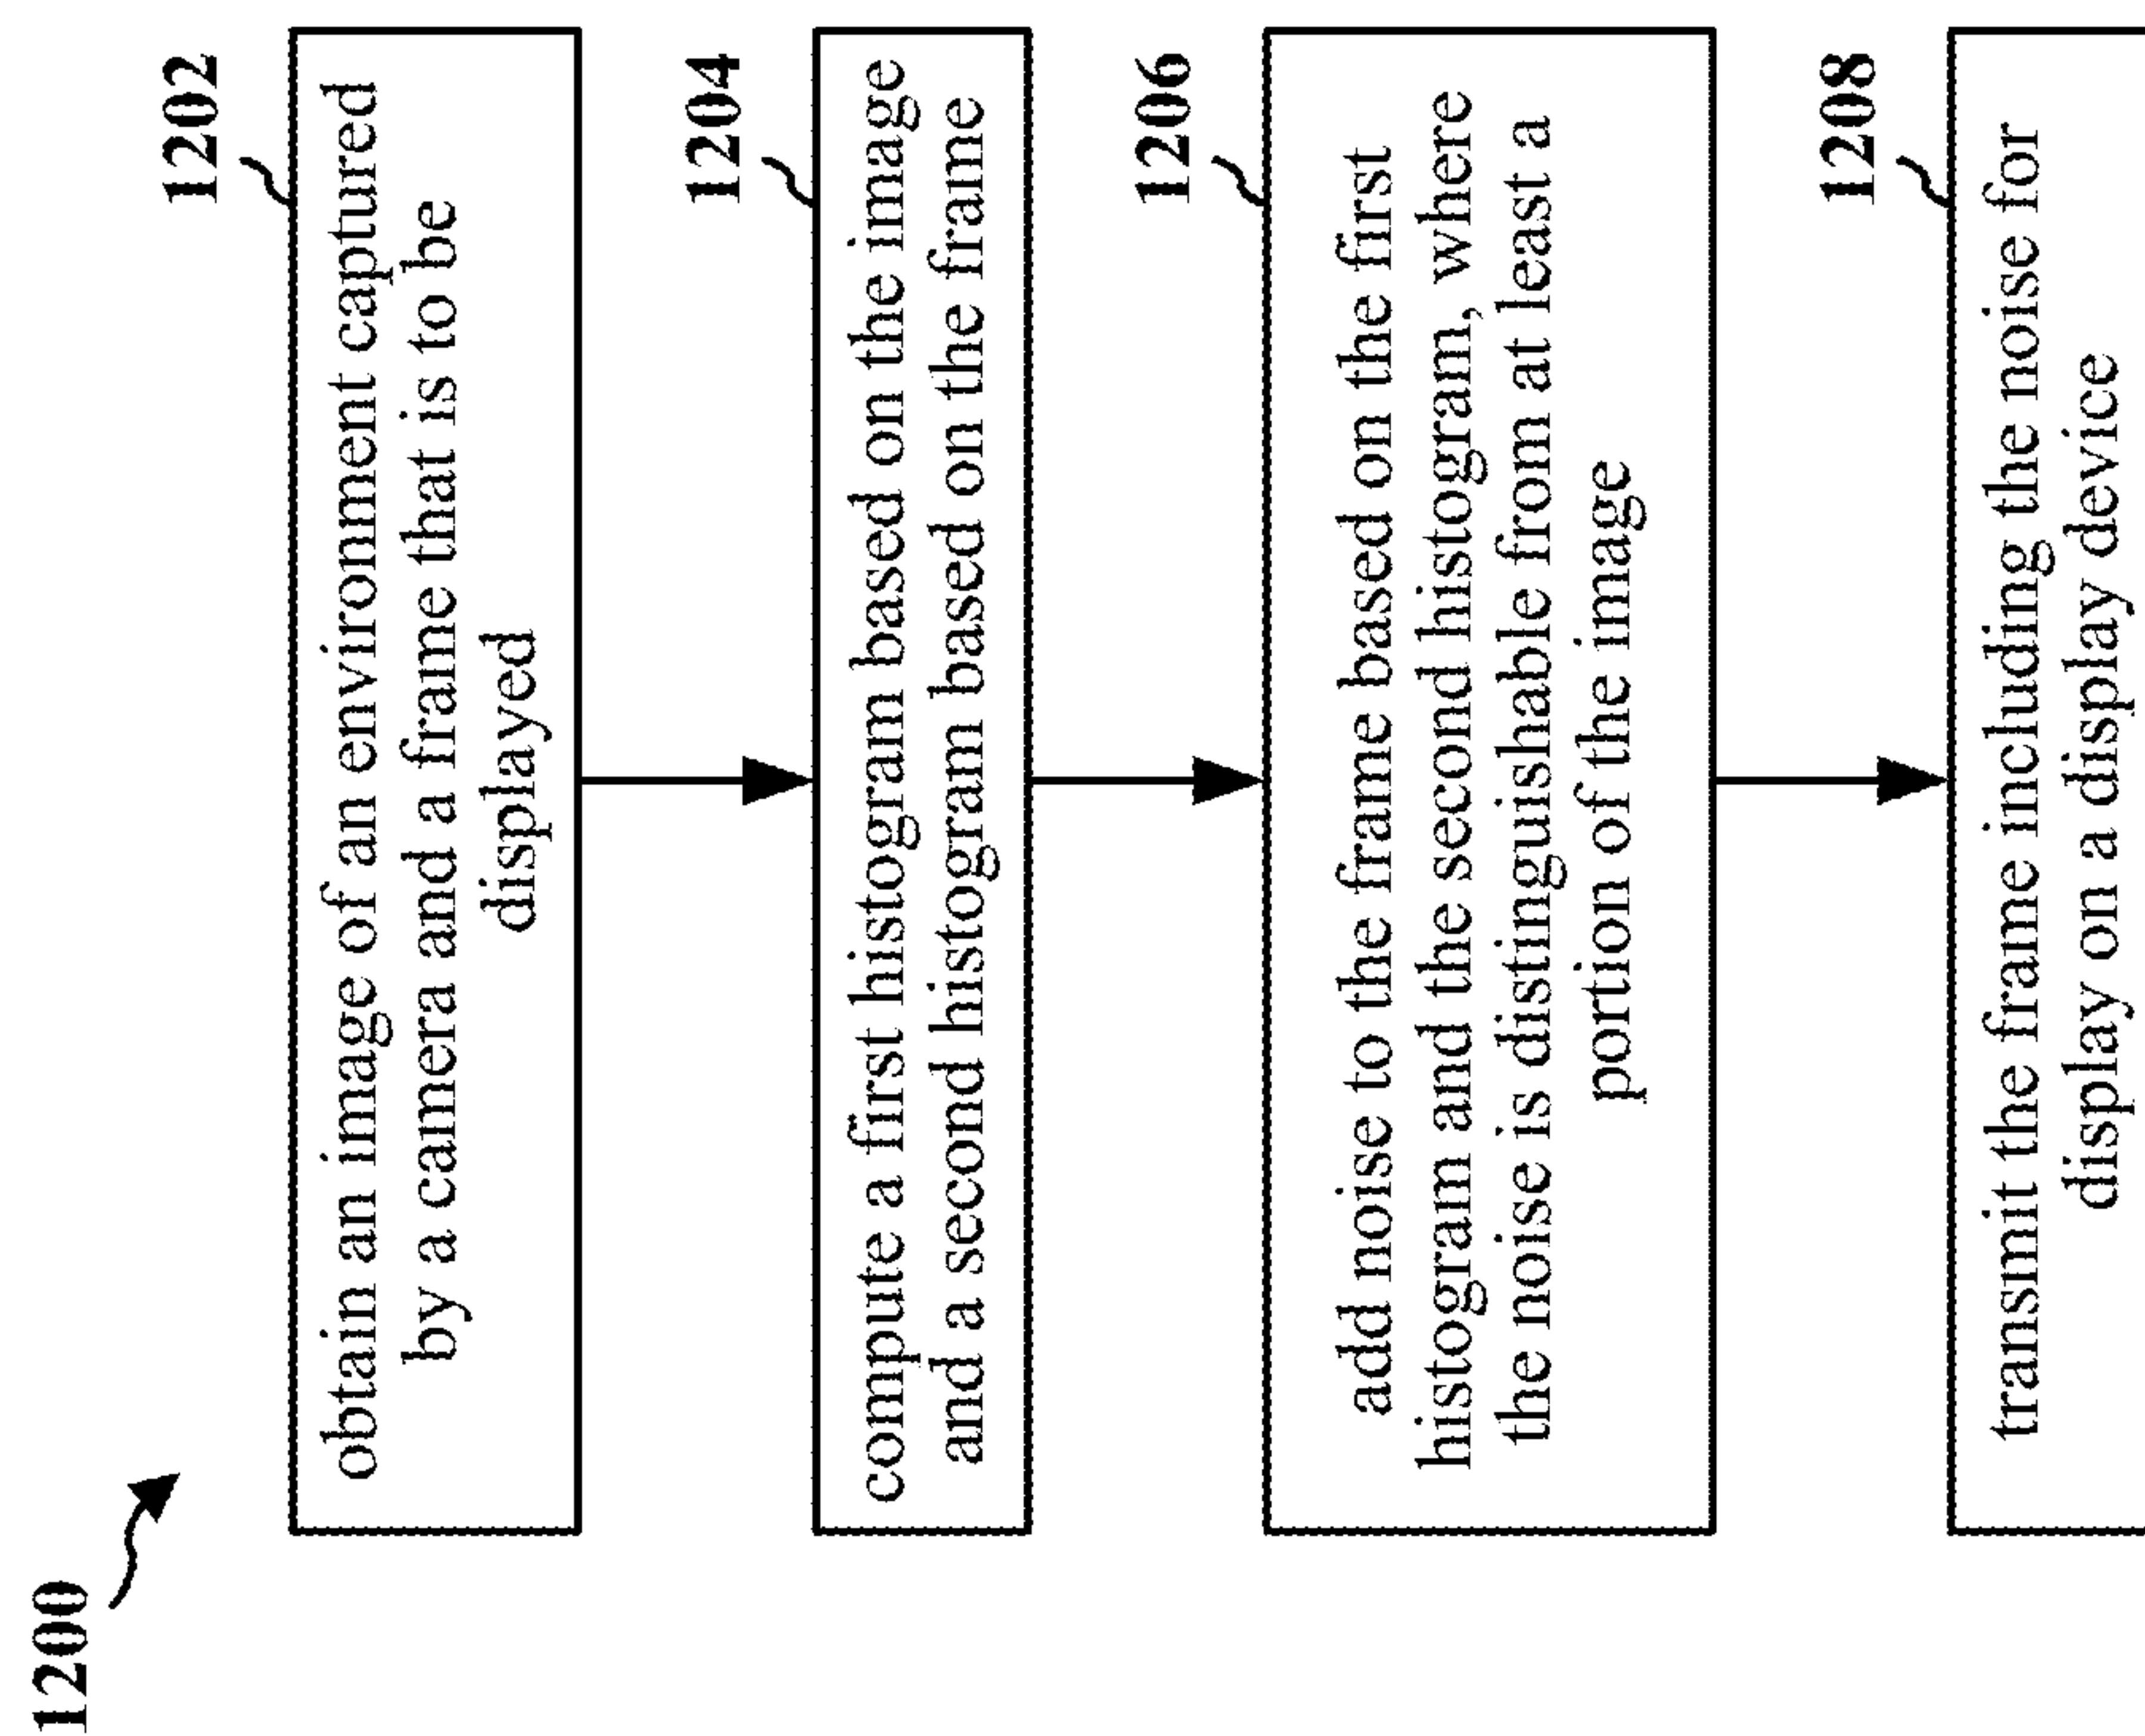 1200
1202
obtain an image of an environment captured
by a camera and a frame that is to be
displayed
1204
compute a first histogram based on the image
and a second histogram based on the frame
1206
add noise to the frame based on the first
histogram and the second histogram, where
the noise is distinguishable from at least a
portion of the image
1208
transmit the frame including the noise for
display on a display device